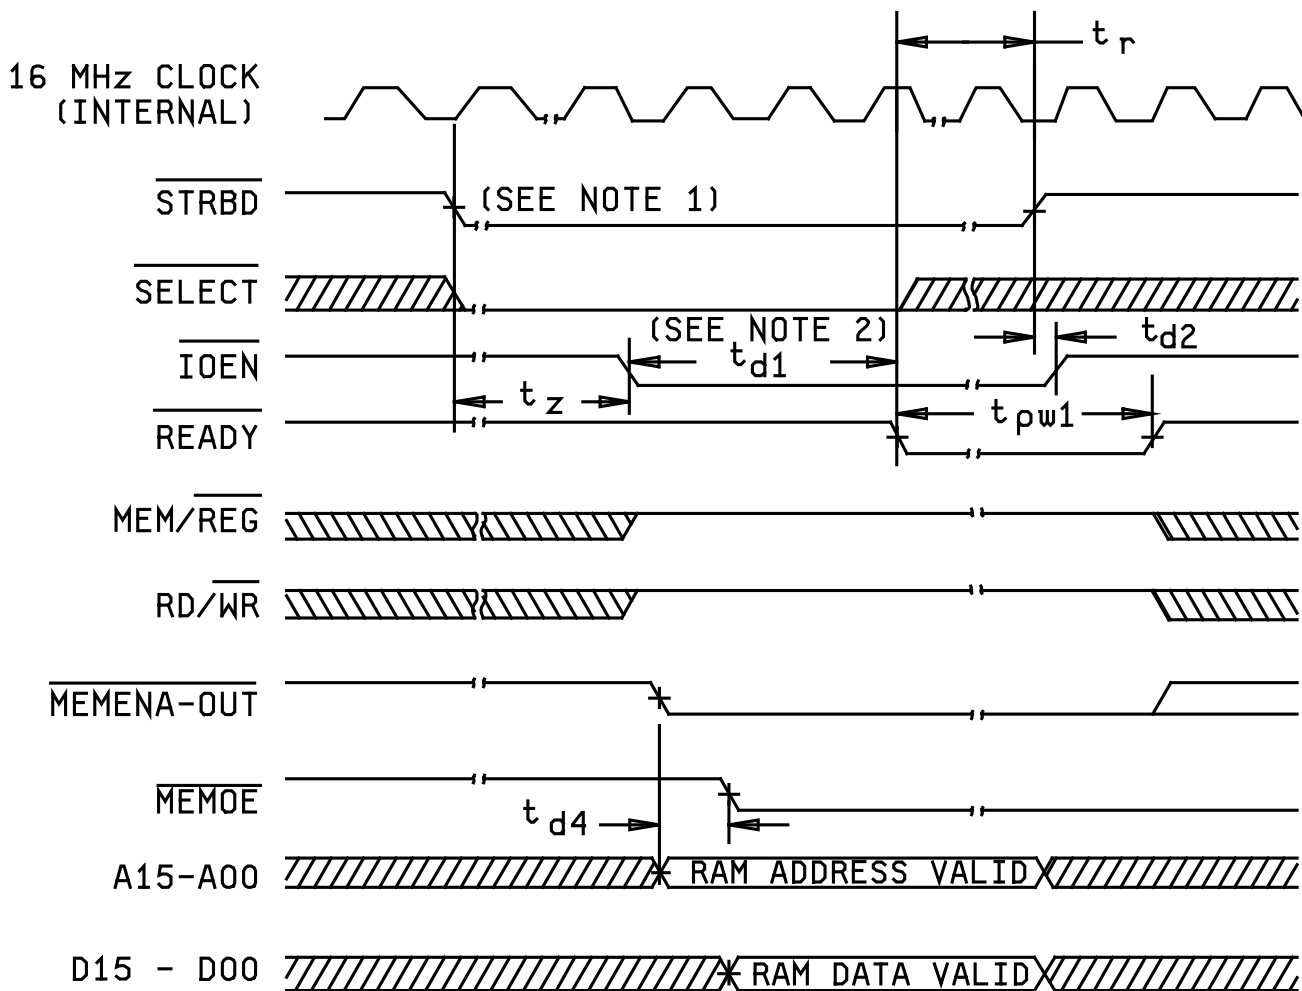 t r
16 MHz CLOCK
(INTERNAL)
STRBD
(SEE NOTE 1)
SELECT
(SEE NOTE 2)
IOEN
t d1
t d2
t z
READY
t pw1
MEM/REG
RD/WR
MEMENA-OUT
MEMOE
t d4
A15-A00
RAM ADDRESS VALID
D15 - D00
RAM DATA VALID